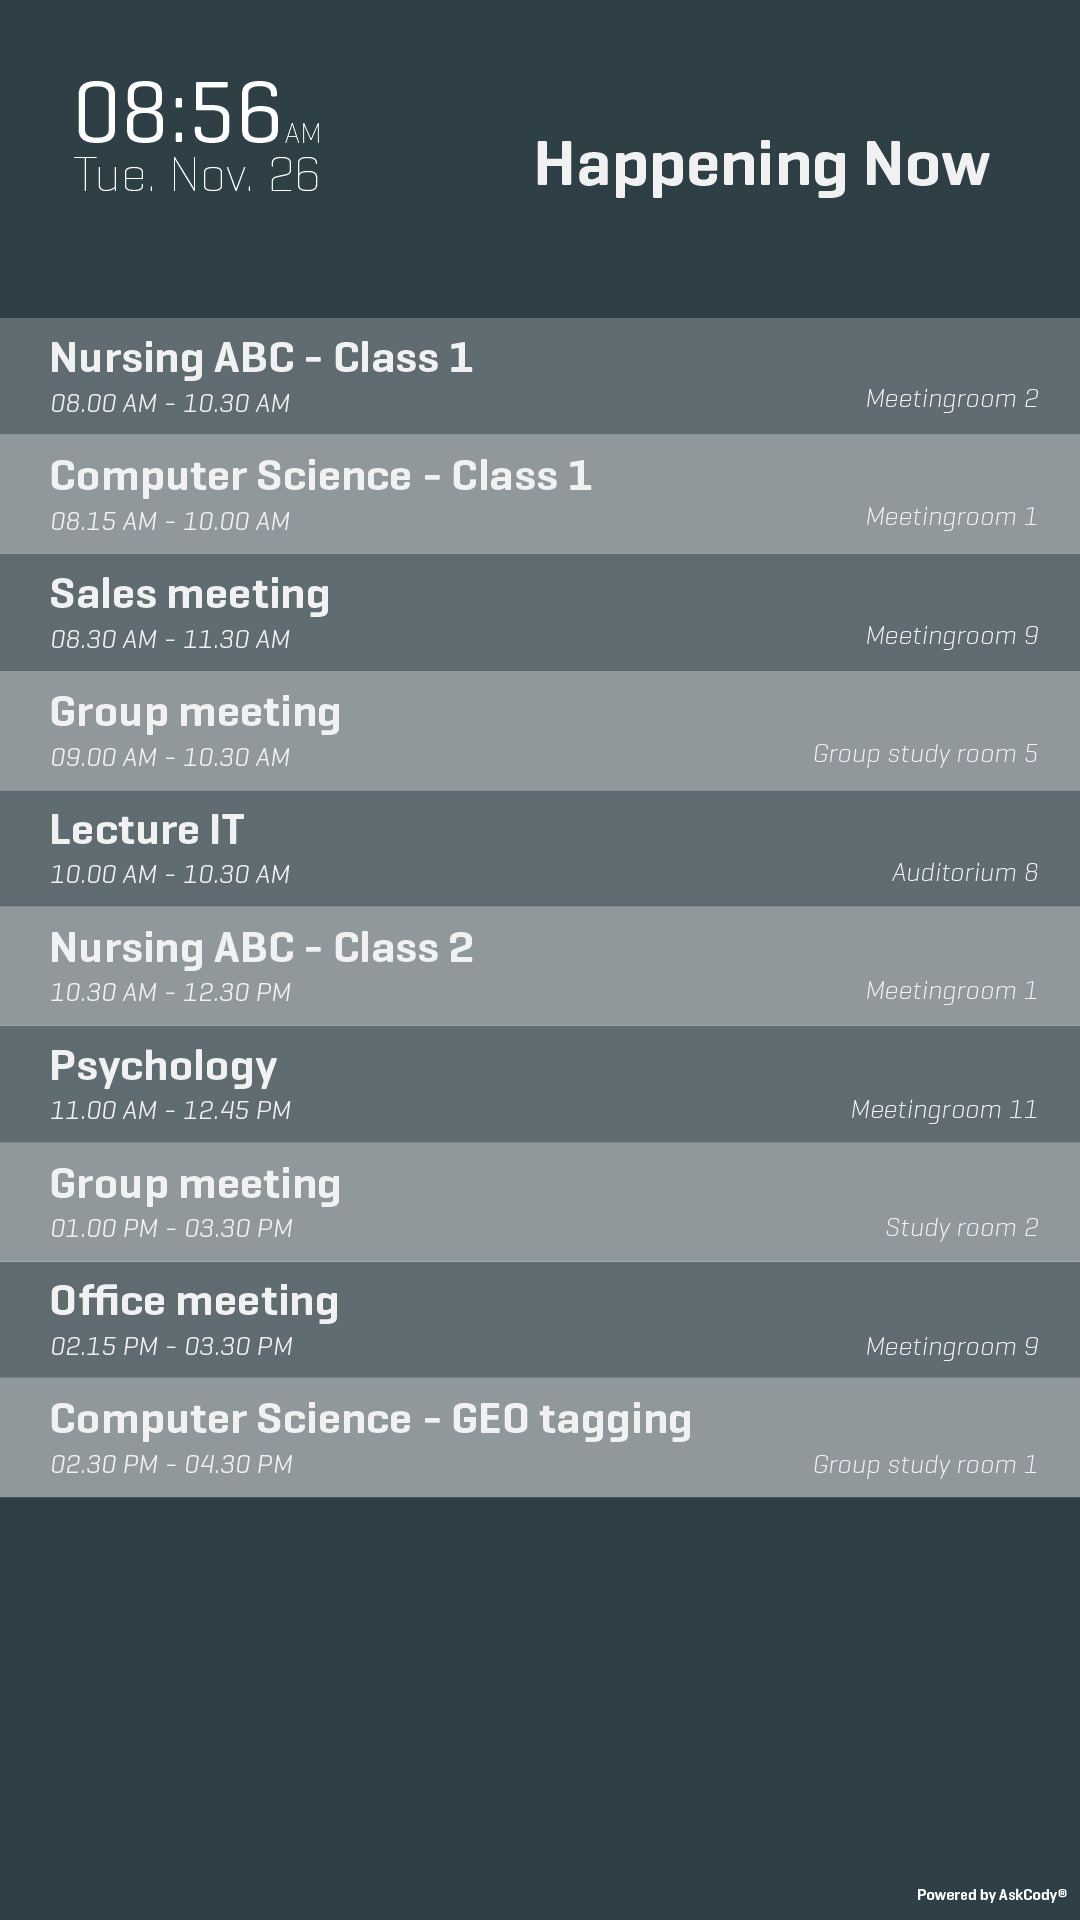 08:56 AM
Tue. Nov. 26
Happening Now
Nursing ABC - Class 1
08.00 AM - 10.30 AM
Meetingroom 2
Computer Science - Class 1
08.15 AM - 10.00 AM
Meetingroom 1
Sales meeting
08.30 AM - 11.30 AM
Meetingroom 9
Group meeting
09.00 AM - 10.30 AM
Group study room 5
Lecture IT
10.00 AM - 10.30 AM
Auditorium 8
Nursing ABC - Class 2
10.30 AM - 12.30 PM
Meetingroom 1
Psychology
11.00 AM - 12.45 PM
Meetingroom 11
Group meeting
01.00 PM - 03.30 PM
Study room 2
Office meeting
02.15 PM - 03.30 PM
Meetingroom 9
Computer Science - GEO tagging
02.30 PM - 04.30 PM
Group study room 1
Powered by AskCody®